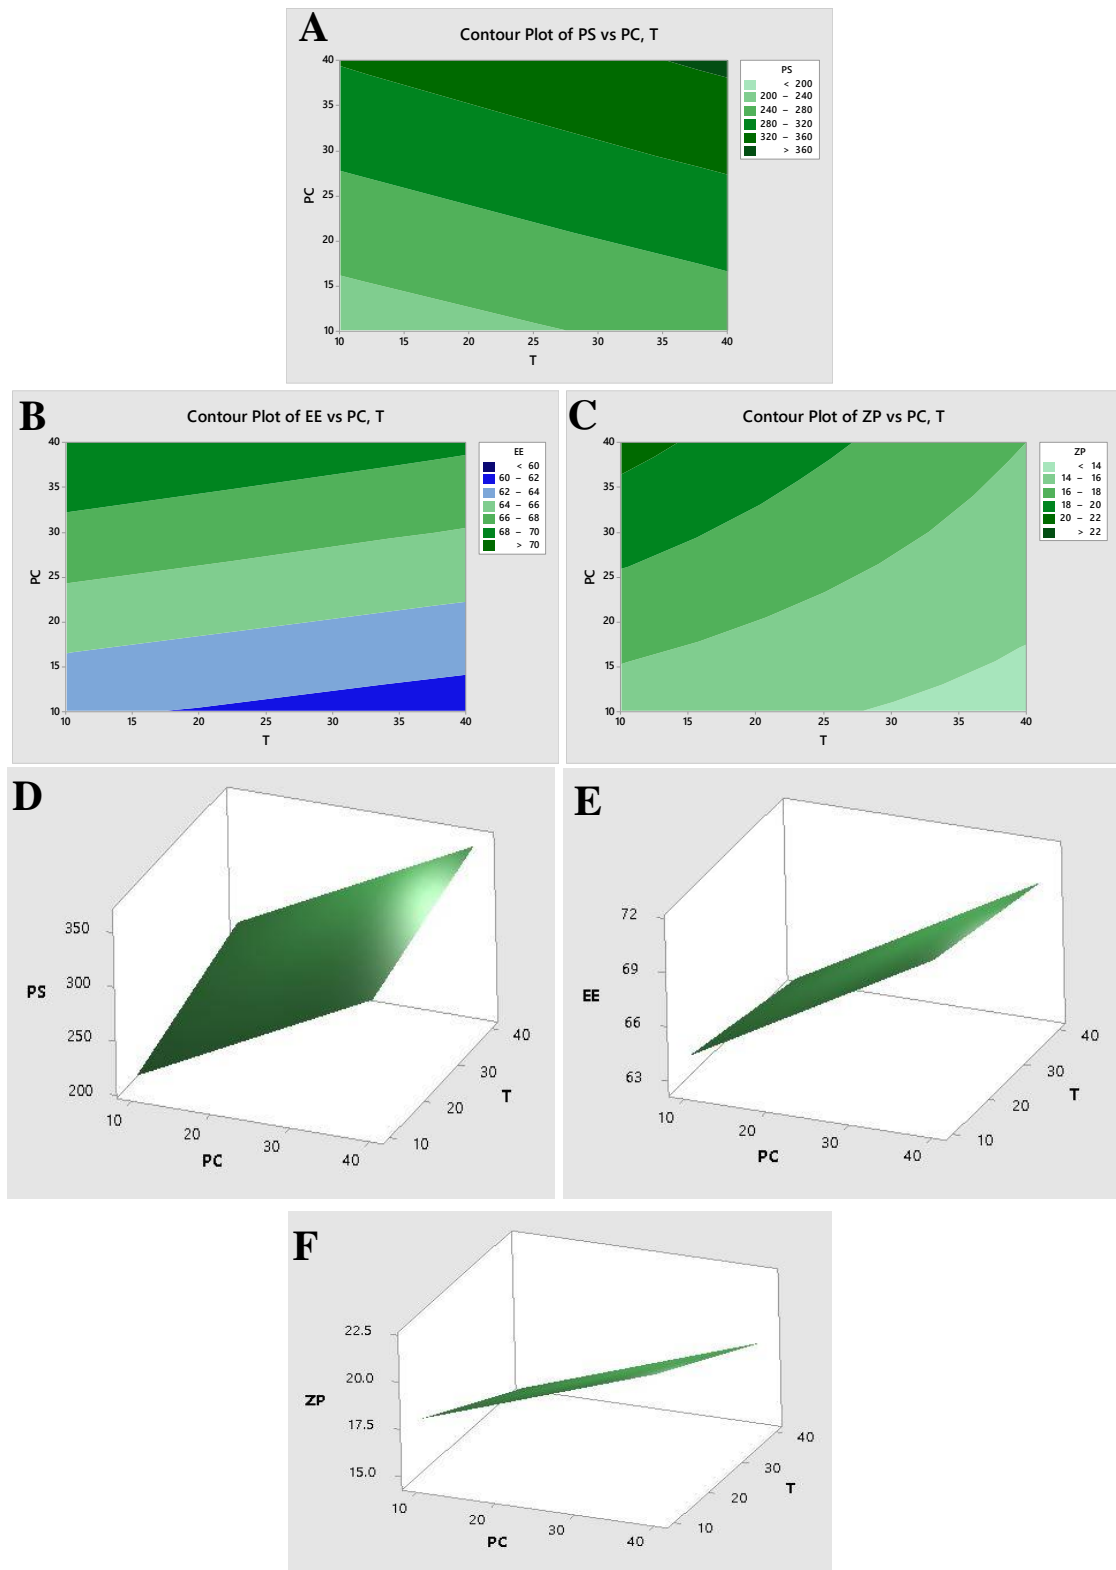 A
Contour Plot of PS vs PC, T
PS
< 200
200 – 240
240 – 280
280 – 320
320 – 360
> 360
40
35
30
25
20
15
10
PC
10 15 20 25 30 35 40
T
B
Contour Plot of EE vs PC, T
EE
< 60
60 – 62
62 – 64
64 – 66
66 – 68
68 – 70
> 70
40
35
30
25
20
15
10
PC
10 15 20 25 30 35 40
T
C
Contour Plot of ZP vs PC, T
ZP
< 14
14 – 16
16 – 18
18 – 20
20 – 22
> 22
40
35
30
25
20
15
10
PC
10 15 20 25 30 35 40
T
D
350
300
250
200
PS
10 20 30 40
PC
10 20 30 40
T
E
72
69
66
63
EE
10 20 30 40
PC
10 20 30 40
T
F
22.5
20.0
17.5
15.0
ZP
10 20 30 40
PC
10 20 30 40
T